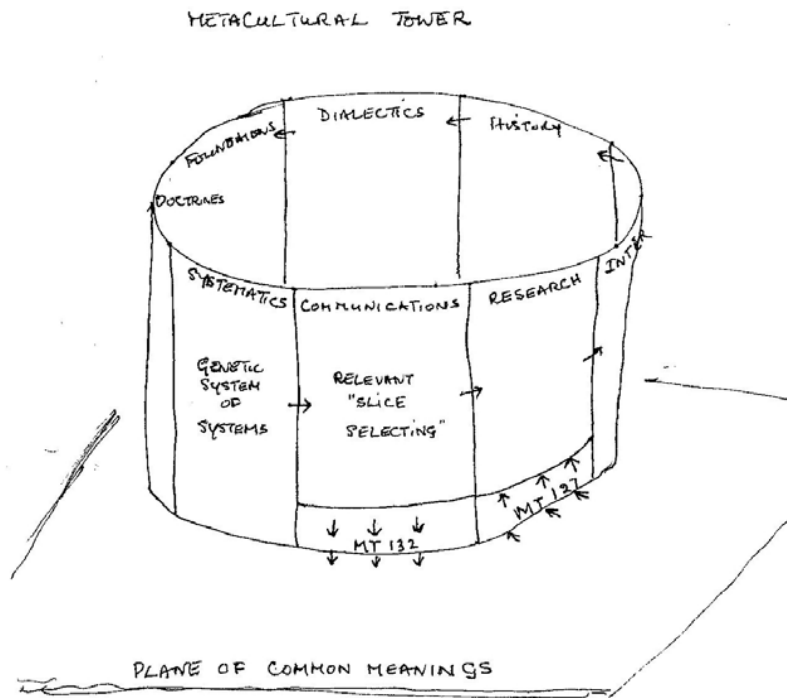 METACULTURAL TOWER
DIALECTICS
HISTORY
FOUNDATIONS
DOCTRINES
INTER
SYSTEMATICS
COMMUNICATIONS
RESEARCH
GENETIC
SYSTEM
OF
SYSTEMS
RELEVANT
"SLICE
SELECTING"
MT 127
MT 132
PLANE OF COMMON MEANINGS